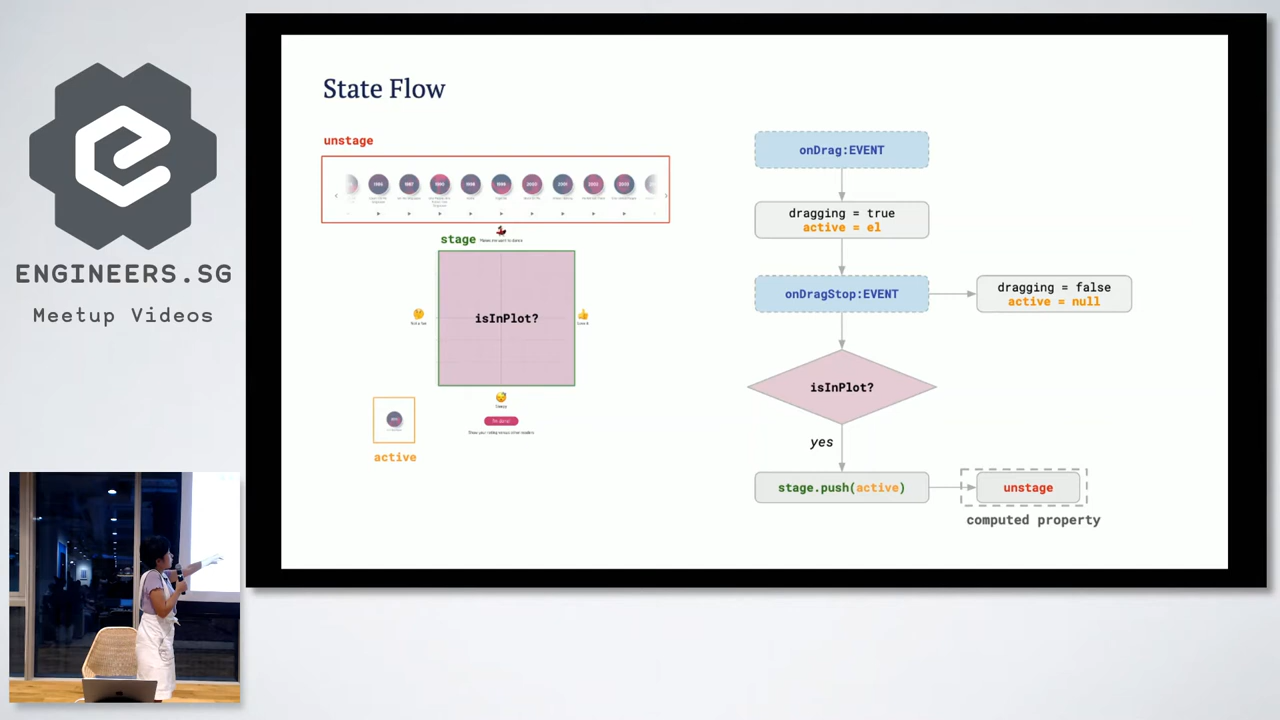 ENGINEERS.SG
Meetup Videos
State Flow
unstage
stage
isInPlot?
active
onDrag:EVENT
dragging = true
active = el
onDragStop:EVENT
dragging = false
active = null
isInPlot?
yes
stage.push(active)
unstage
computed property